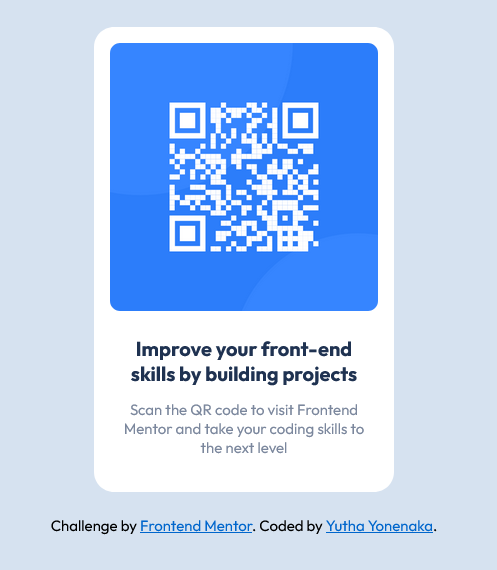 Improve your front-end
skills by building projects
Scan the QR code to visit Frontend
Mentor and take your coding skills to
the next level
Challenge by Frontend Mentor. Coded by Yutha Yonenaka.